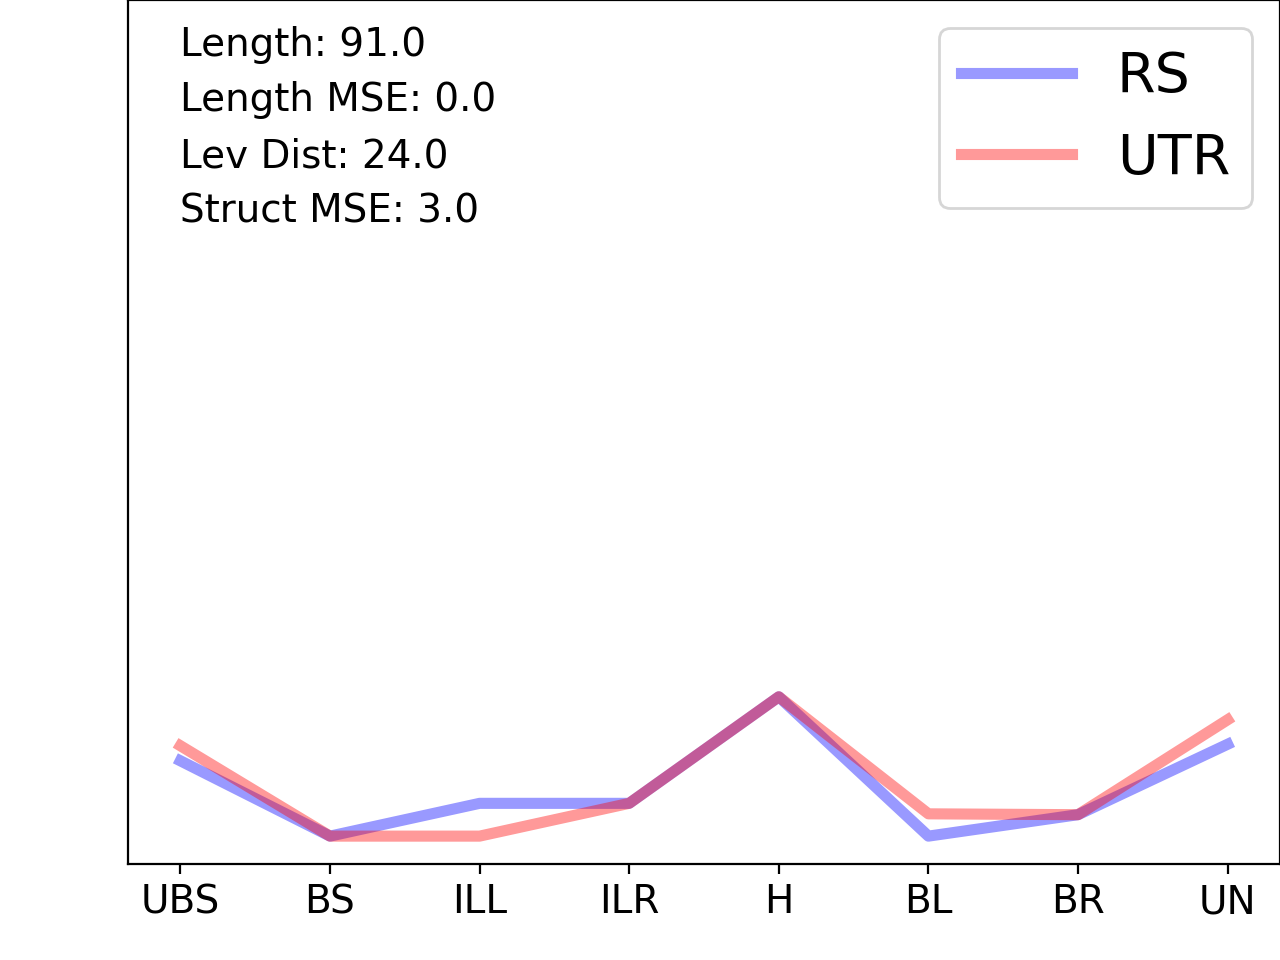 Length: 91.0
Length MSE: 0.0
Lev Dist: 24.0
Struct MSE: 3.0
RS
UTR
UBS BS ILL ILR H BL BR UN